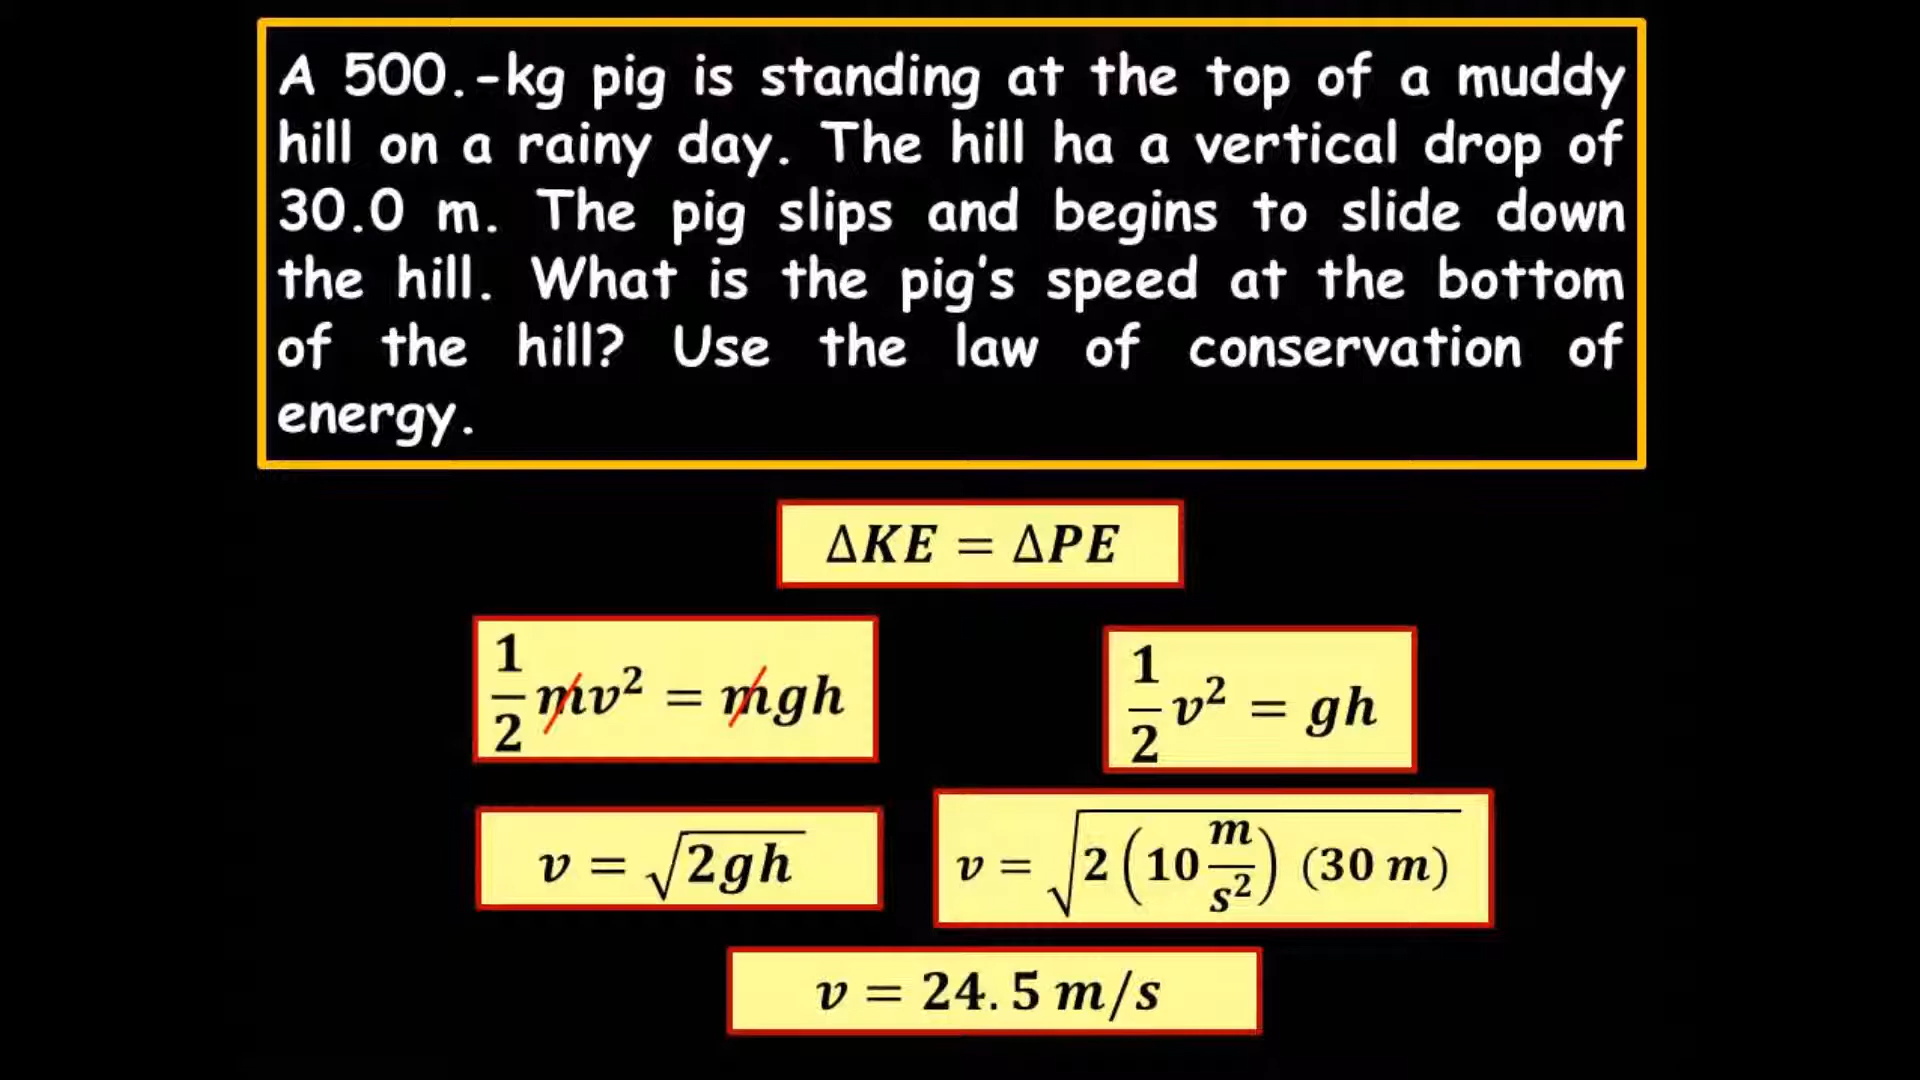 A 500.-kg pig is standing at the top of a muddy
hill on a rainy day. The hill ha a vertical drop of
30.0 m. The pig slips and begins to slide down
the hill. What is the pig's speed at the bottom
of the hill? Use the law of conservation of
energy.
ΔKE = ΔPE
1/2 mv² = mgh
1/2 v² = gh
v = √2gh
v = √2(10 m/s²) (30 m)
v = 24.5 m/s